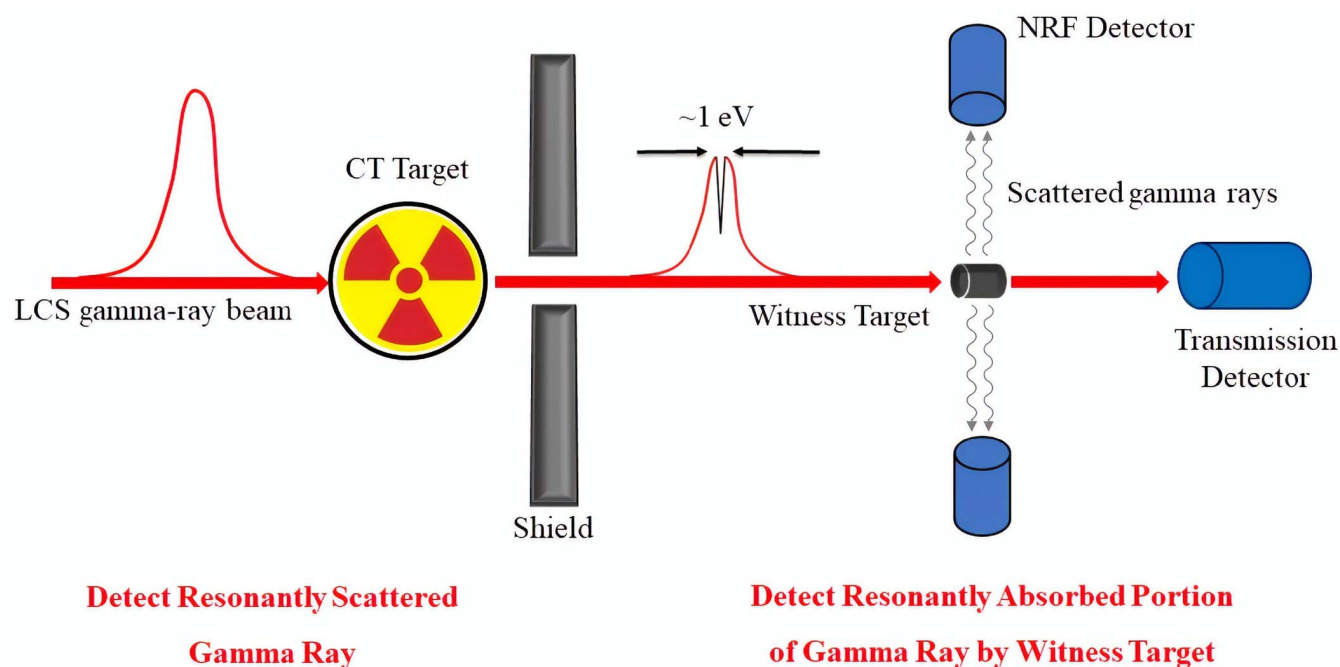 NRF Detector
~1 eV
CT Target
Scattered gamma rays
LCS gamma-ray beam
Witness Target
Transmission
Detector
Shield
Detect Resonantly Scattered
Gamma Ray
Detect Resonantly Absorbed Portion
of Gamma Ray by Witness Target